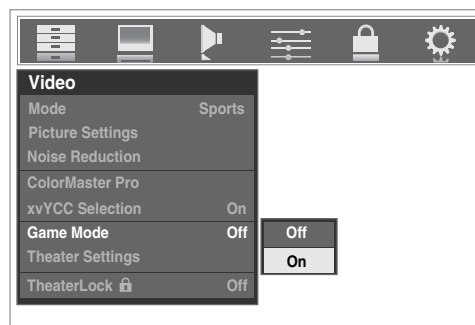 Video
Mode Sports
Picture Settings
Noise Reduction
ColorMaster Pro
xvYCC Selection On
Game Mode Off
Off
Theater Settings
On
TheaterLock Off